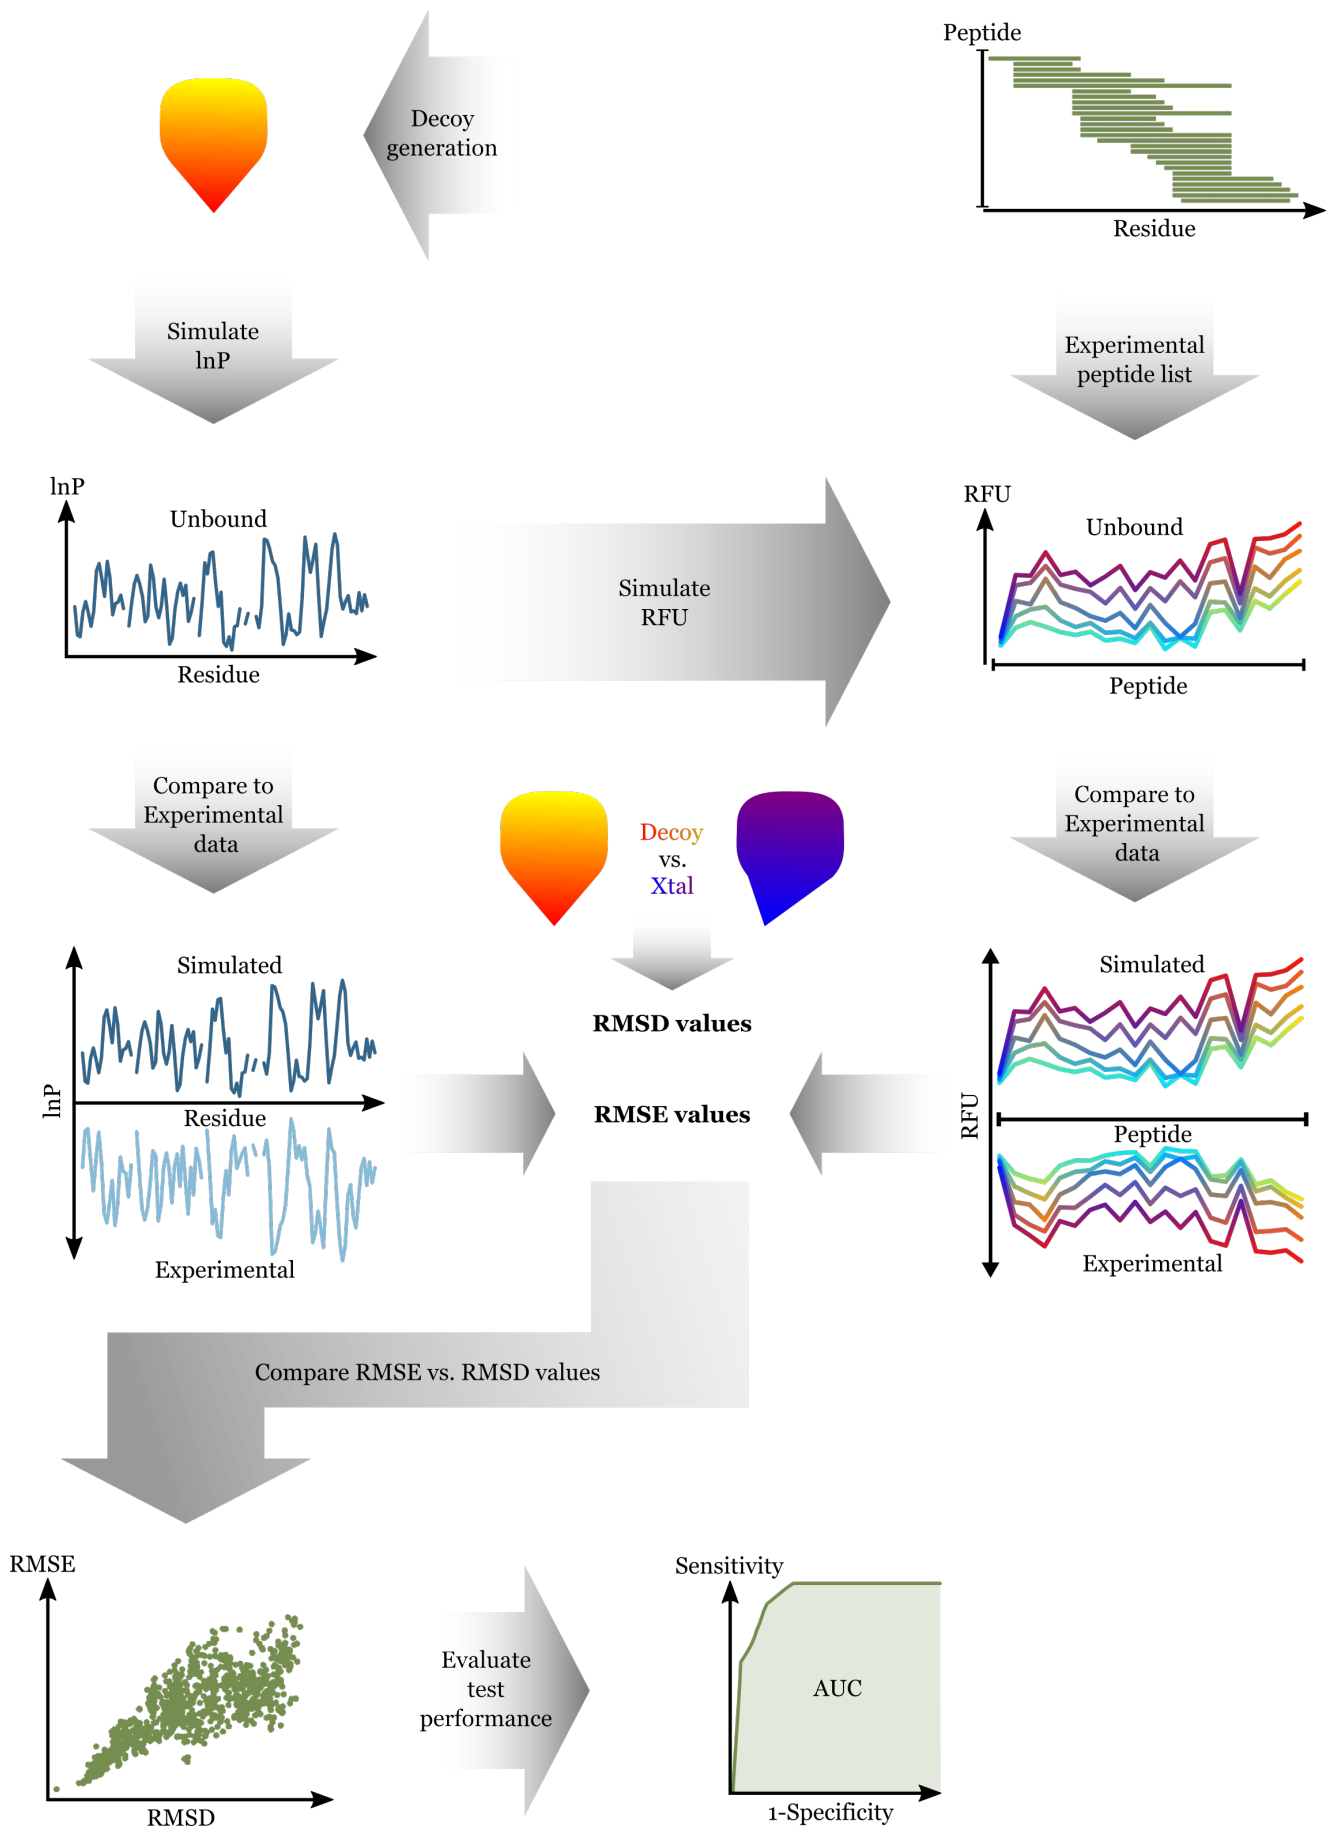 Peptide
Decoy
generation
Residue
Simulate
lnP
Experimental
peptide list
lnP
Unbound
Residue
Simulate
RFU
RFU
Unbound
Peptide
Compare to
Experimental
data
Decoy
vs.
Xtal
Compare to
Experimental
data
Simulated
lnP
Residue
Experimental
RMSD values
RMSE values
Simulated
RFU
Peptide
Experimental
Compare RMSE vs. RMSD values
RMSE
RMSD
Evaluate
test
performance
Sensitivity
AUC
1-Specificity